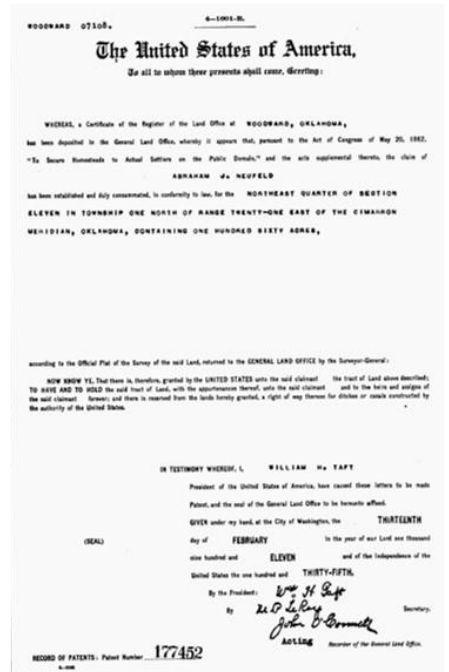 4-1001-R.
WOODWARD 07108.
The United States of America,
To all to whom these presents shall come, Greeting:
WHEREAS, a Certificate of the Register of the Land Office at WOODWARD, OKLAHOMA,
has been deposited in the General Land Office, whereby it appears that, pursuant to the Act of Congress of May 20, 1862,
"To Secure Homesteads to Actual Settlers on the Public Domain," and the acts supplemental thereto, the claim of
ABRAHAM J. NEUFELD
has been established and duly consummated, in conformity to law, for the NORTHEAST QUARTER OF SECTION
ELEVEN IN TOWNSHIP ONE NORTH OF RANGE TWENTY-ONE EAST OF THE CIMARRON
MERIDIAN, OKLAHOMA, CONTAINING ONE HUNDRED SIXTY ACRES,
according to the Official Plat of the Survey of the said Land, returned to the GENERAL LAND OFFICE by the Surveyor-General:
NOW KNOW YE, That there is, therefore, granted by the UNITED STATES unto the said claimant the tract of Land above described;
TO HAVE AND TO HOLD the said tract of Land, with the appurtenances thereof, unto the said claimant and to the heirs and assigns of
the said claimant forever; and there is reserved from the lands hereby granted, a right of way thereon for ditches or canals constructed by
the authority of the United States.
IN TESTIMONY WHEREOF, I, WILLIAM H. TAFT
President of the United States of America, have caused these letters to be made
Patent, and the seal of the General Land Office to be hereunto affixed.
GIVEN under my hand, at the City of Washington, the THIRTEENTH
(SEAL) day of FEBRUARY in the year of our Lord one thousand
nine hundred and ELEVEN and of the Independence of the
United States the one hundred and THIRTY-FIFTH.
By the President: Wm H Taft
By M. P. LeRoy Secretary.
John O'Connell
Acting Recorder of the General Land Office.
RECORD OF PATENTS: Patent Number 177452